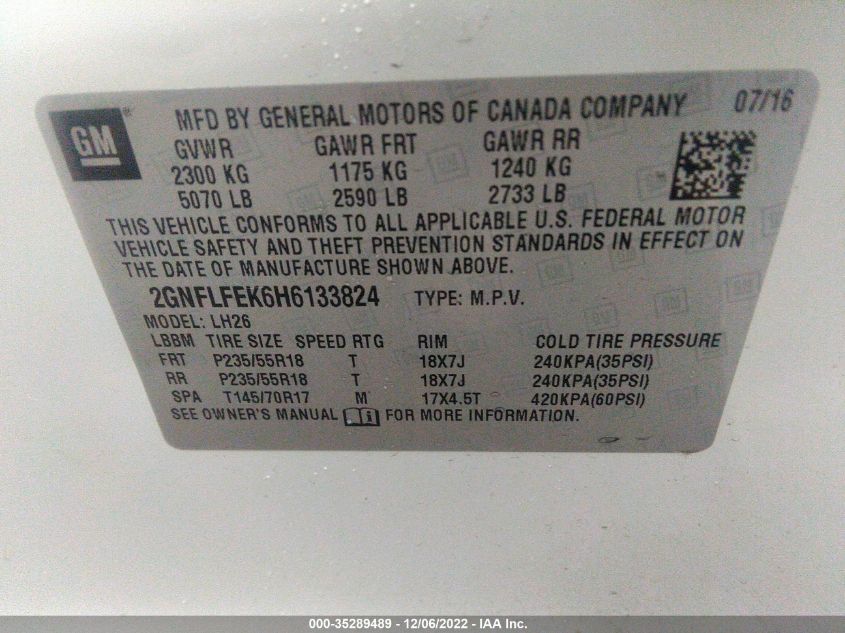 GM ® MFD BY GENERAL MOTORS OF CANADA COMPANY 07/16
GVWR GAWR FRT GAWR RR
2300 KG 1175 KG 1240 KG
5070 LB 2590 LB 2733 LB
THIS VEHICLE CONFORMS TO ALL APPLICABLE U.S. FEDERAL MOTOR
VEHICLE SAFETY AND THEFT PREVENTION STANDARDS IN EFFECT ON
THE DATE OF MANUFACTURE SHOWN ABOVE.
2GNFLFEK6H6133824 TYPE: M.P.V.
MODEL: LH26
LBBM TIRE SIZE SPEED RTG RIM COLD TIRE PRESSURE
FRT P235/55R18 T 18X7J 240KPA(35PSI)
RR P235/55R18 T 18X7J 240KPA(35PSI)
SPA T145/70R17 M 17X4.5T 420KPA(60PSI)
SEE OWNER'S MANUAL i FOR MORE INFORMATION.
000-35289489 - 12/06/2022 - IAA Inc.